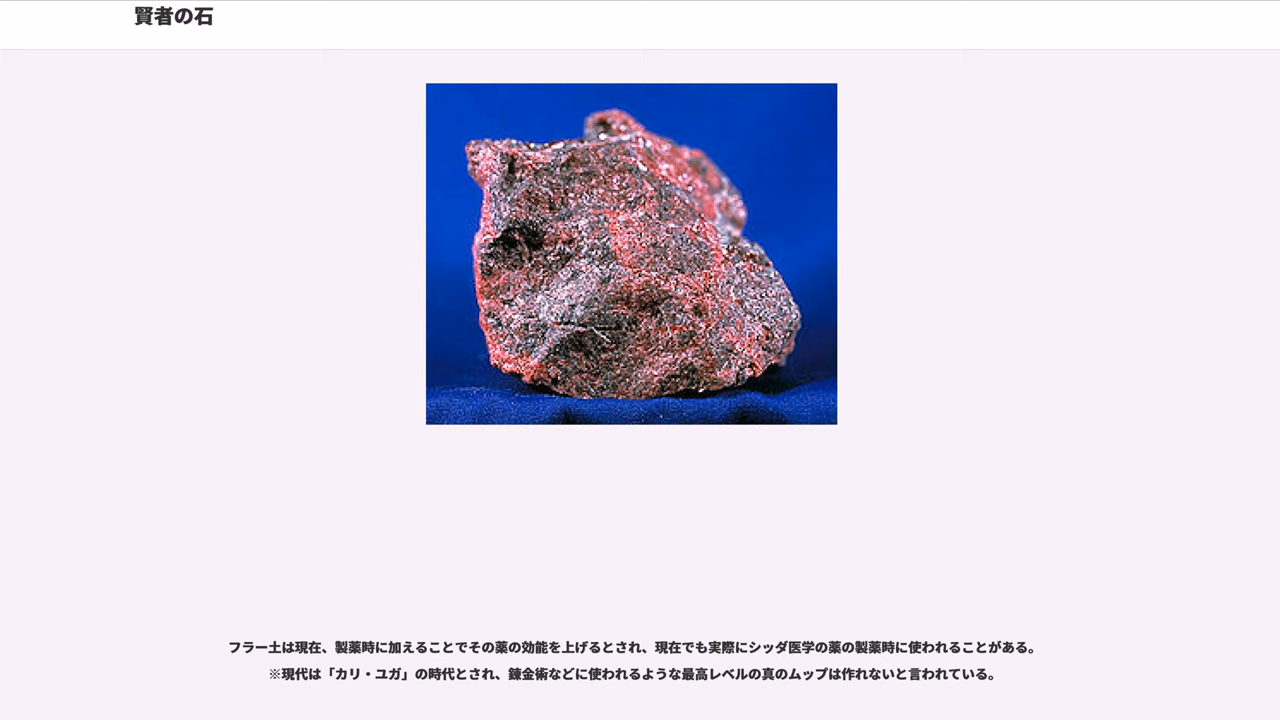 賢者の石
フラー土は現在、製薬時に加えることでその薬の効能を上げるとされ、現在でも実際にシッダ医学の薬の製薬時に使われることがある。
※現代は「カリ・ユガ」の時代とされ、錬金術などに使われるような最高レベルの真のムップは作れないと言われている。